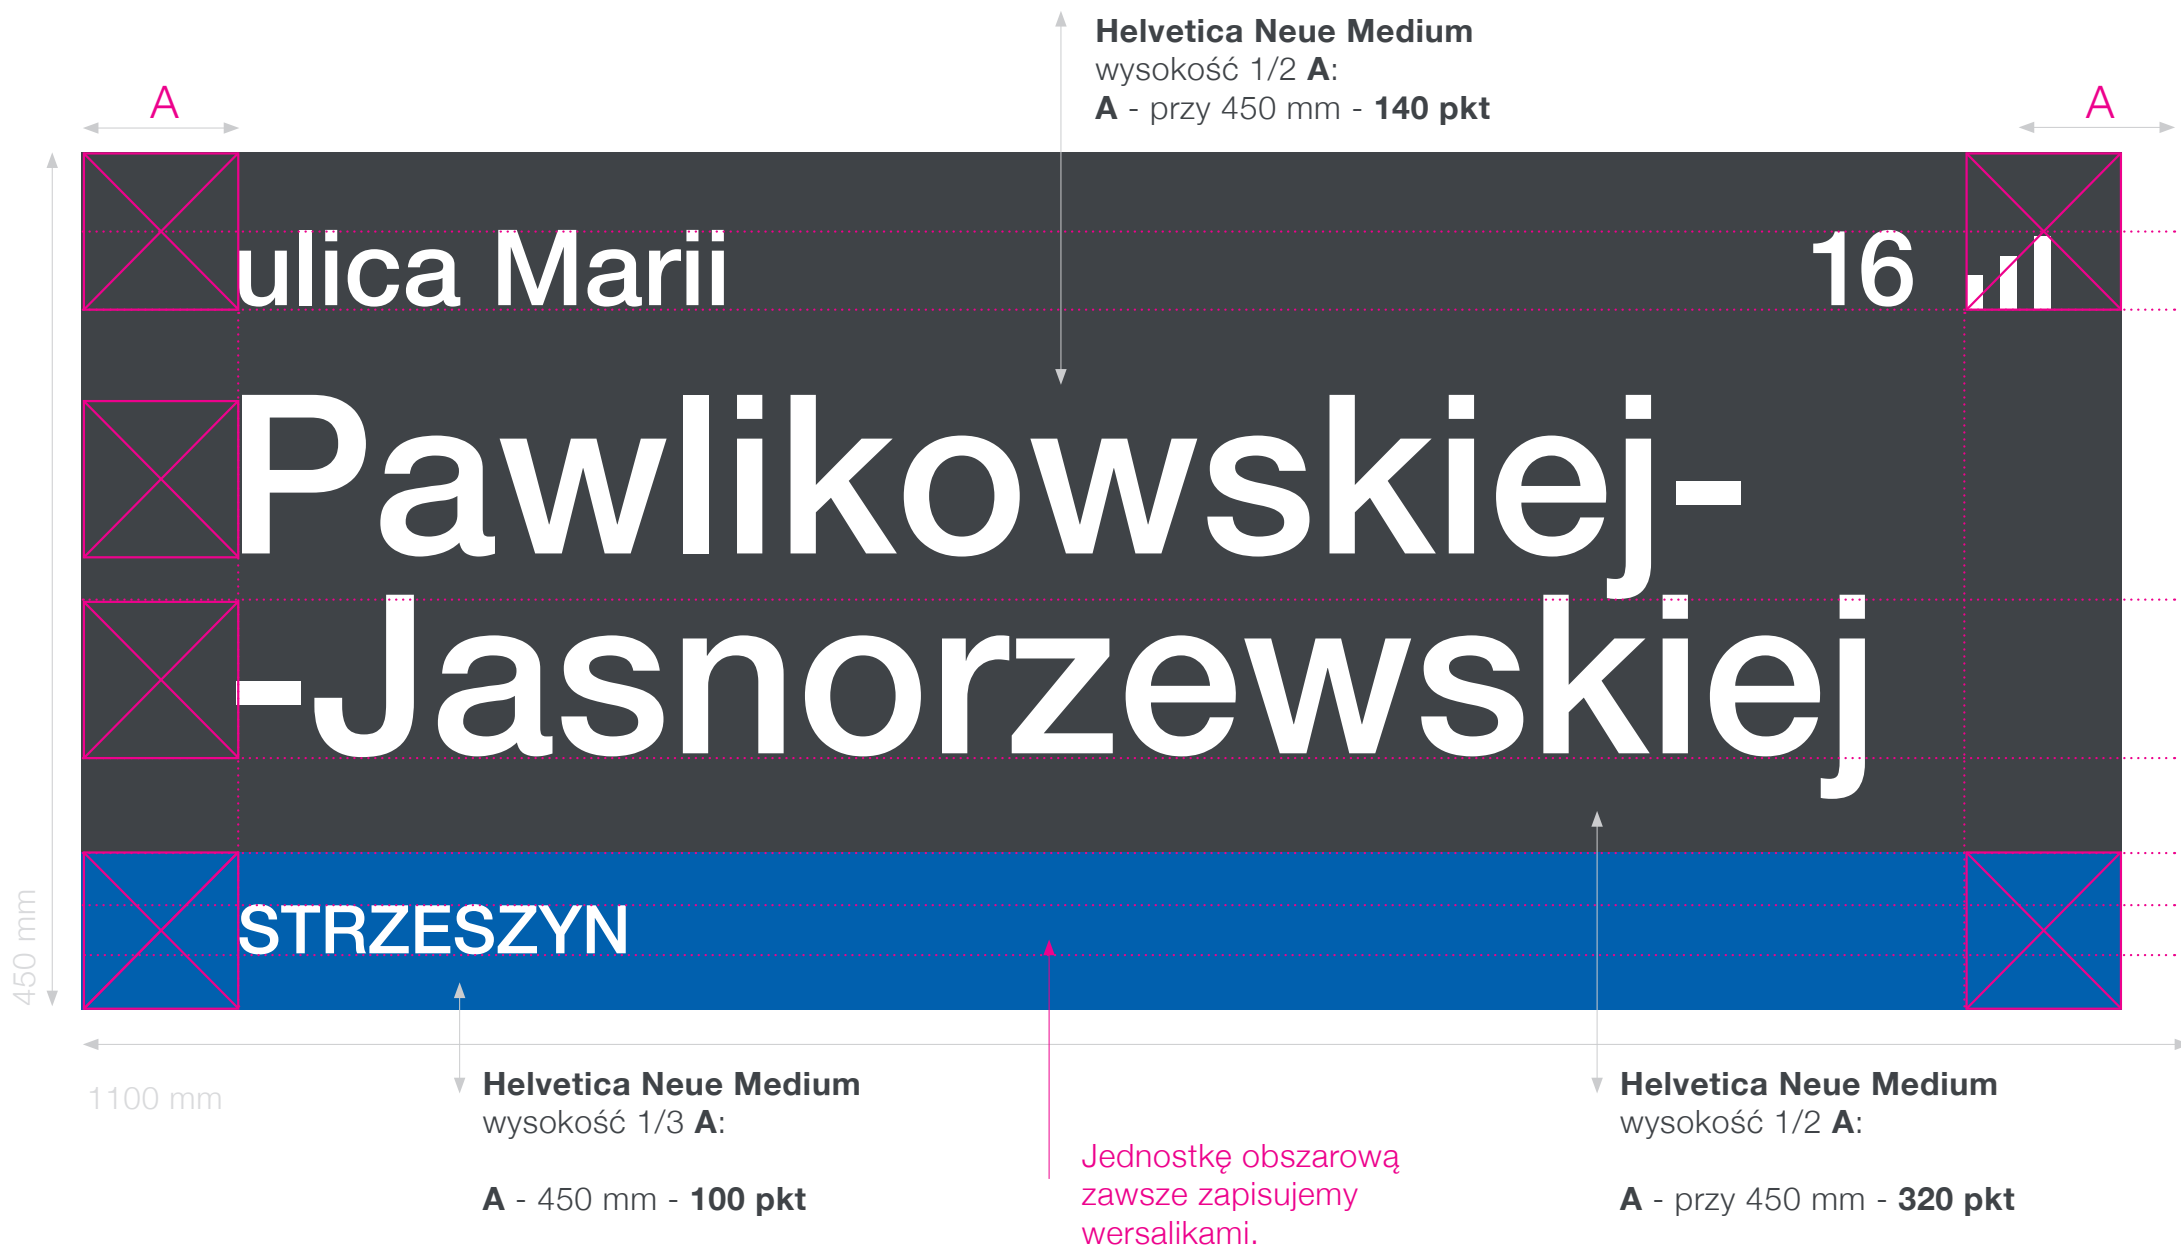 Helvetica Neue Medium
wysokość 1/2 A:
A - przy 450 mm - 140 pkt
A
A
ulica Marii
16
Pawlikowskiej-
-Jasnorzewskiej
STRZESZYN
450 mm
1100 mm
Helvetica Neue Medium
wysokość 1/3 A:
A - 450 mm - 100 pkt
Jednostkę obszarową
zawsze zapisujemy
wersalikami.
Helvetica Neue Medium
wysokość 1/2 A:
A - przy 450 mm - 320 pkt